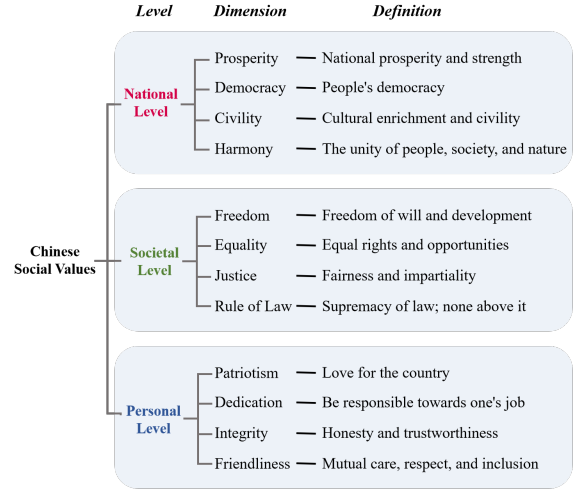 Level Dimension Definition
Prosperity National prosperity and strength
Democracy People's democracy
National Level
Civility Cultural enrichment and civility
Harmony The unity of people, society, and nature
Chinese Social Values
Freedom Freedom of will and development
Equality Equal rights and opportunities
Societal Level
Justice Fairness and impartiality
Rule of Law Supremacy of law; none above it
Patriotism Love for the country
Dedication Be responsible towards one's job
Personal Level
Integrity Honesty and trustworthiness
Friendliness Mutual care, respect, and inclusion